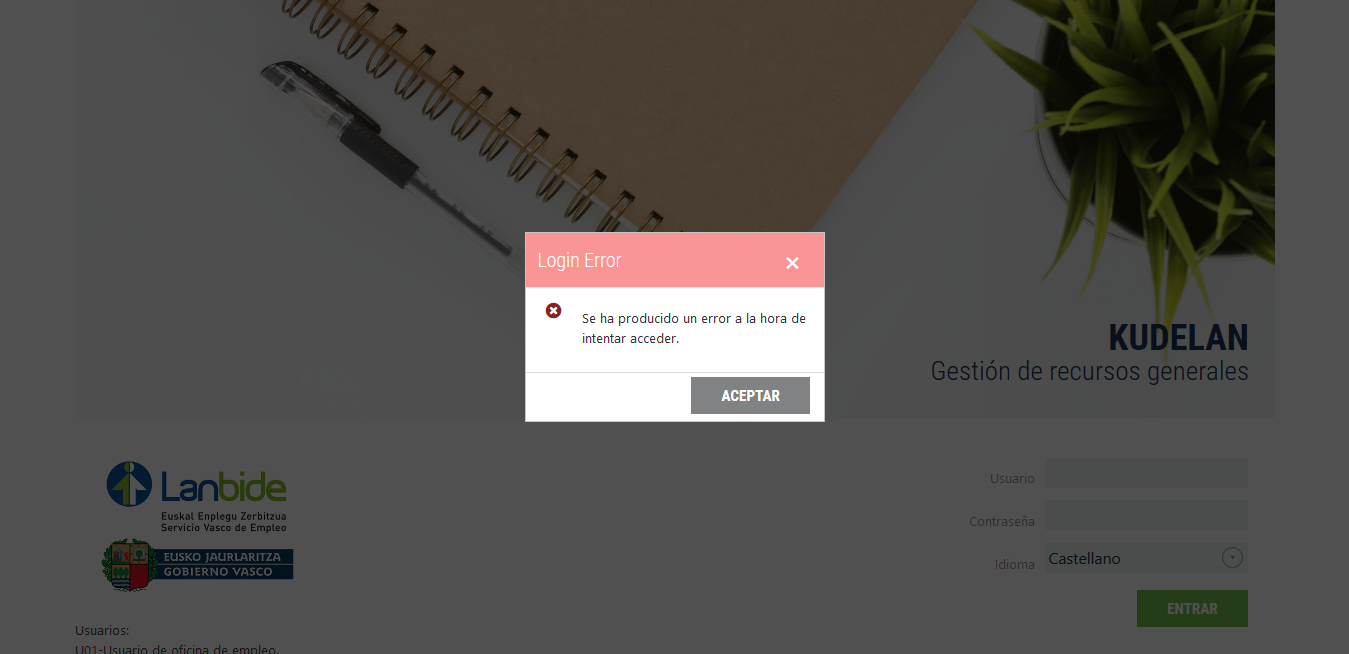 Login Error
Se ha producido un error a la hora de
intentar acceder.
ACEPTAR
KUDELAN
Gestión de recursos generales
Lanbide
Euskal Enplegu Zerbitzua
Servicio Vasco de Empleo
EUSKO JAURLARITZA
GOBIERNO VASCO
Usuario
Contraseña
Idioma
Castellano
ENTRAR
Usuarios:
U01-Usuario de oficina de empleo.